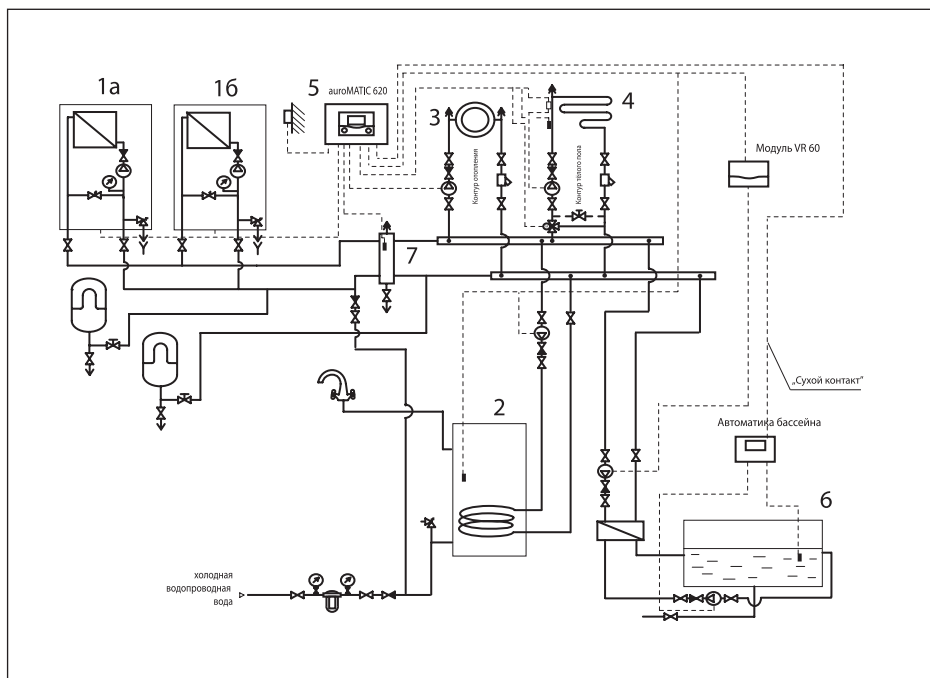 1а
1б
5
auroMATIC 620
3
4
Контур отопления
Контур тёплого пола
Модуль VR 60
7
„Сухой контакт”
2
Автоматика бассейна
6
холодная
водопроводная
вода